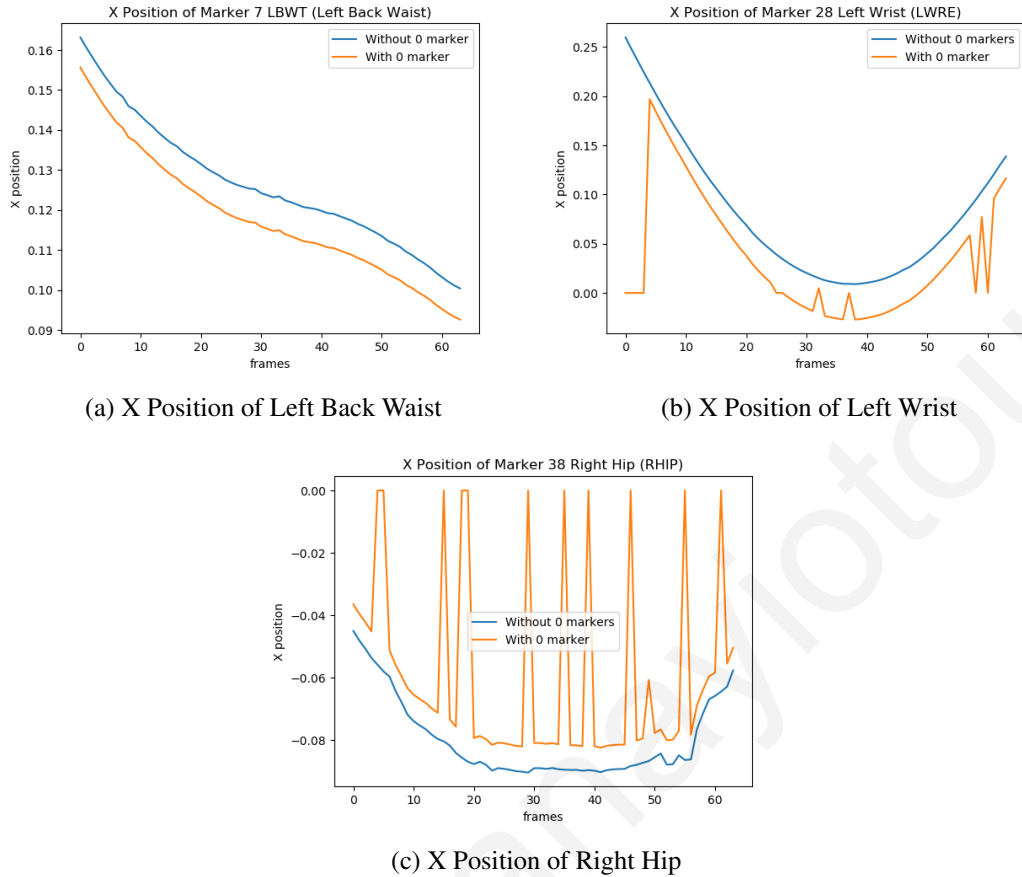 X Position of Marker 7 LBWT (Left Back Waist)
Without 0 marker
With 0 marker
0.16
0.15
0.14
0.13
0.12
0.11
0.10
0.09
X position
0
10
20
30
40
50
60
frames
(a) X Position of Left Back Waist
X Position of Marker 28 Left Wrist (LWRE)
Without 0 markers
With 0 marker
0.25
0.20
0.15
0.10
0.05
0.00
X position
0
10
20
30
40
50
60
frames
(b) X Position of Left Wrist
X Position of Marker 38 Right Hip (RHIP)
0.00
−0.02
−0.04
−0.06
−0.08
X position
Without 0 markers
With 0 marker
0
10
20
30
40
50
60
frames
(c) X Position of Right Hip